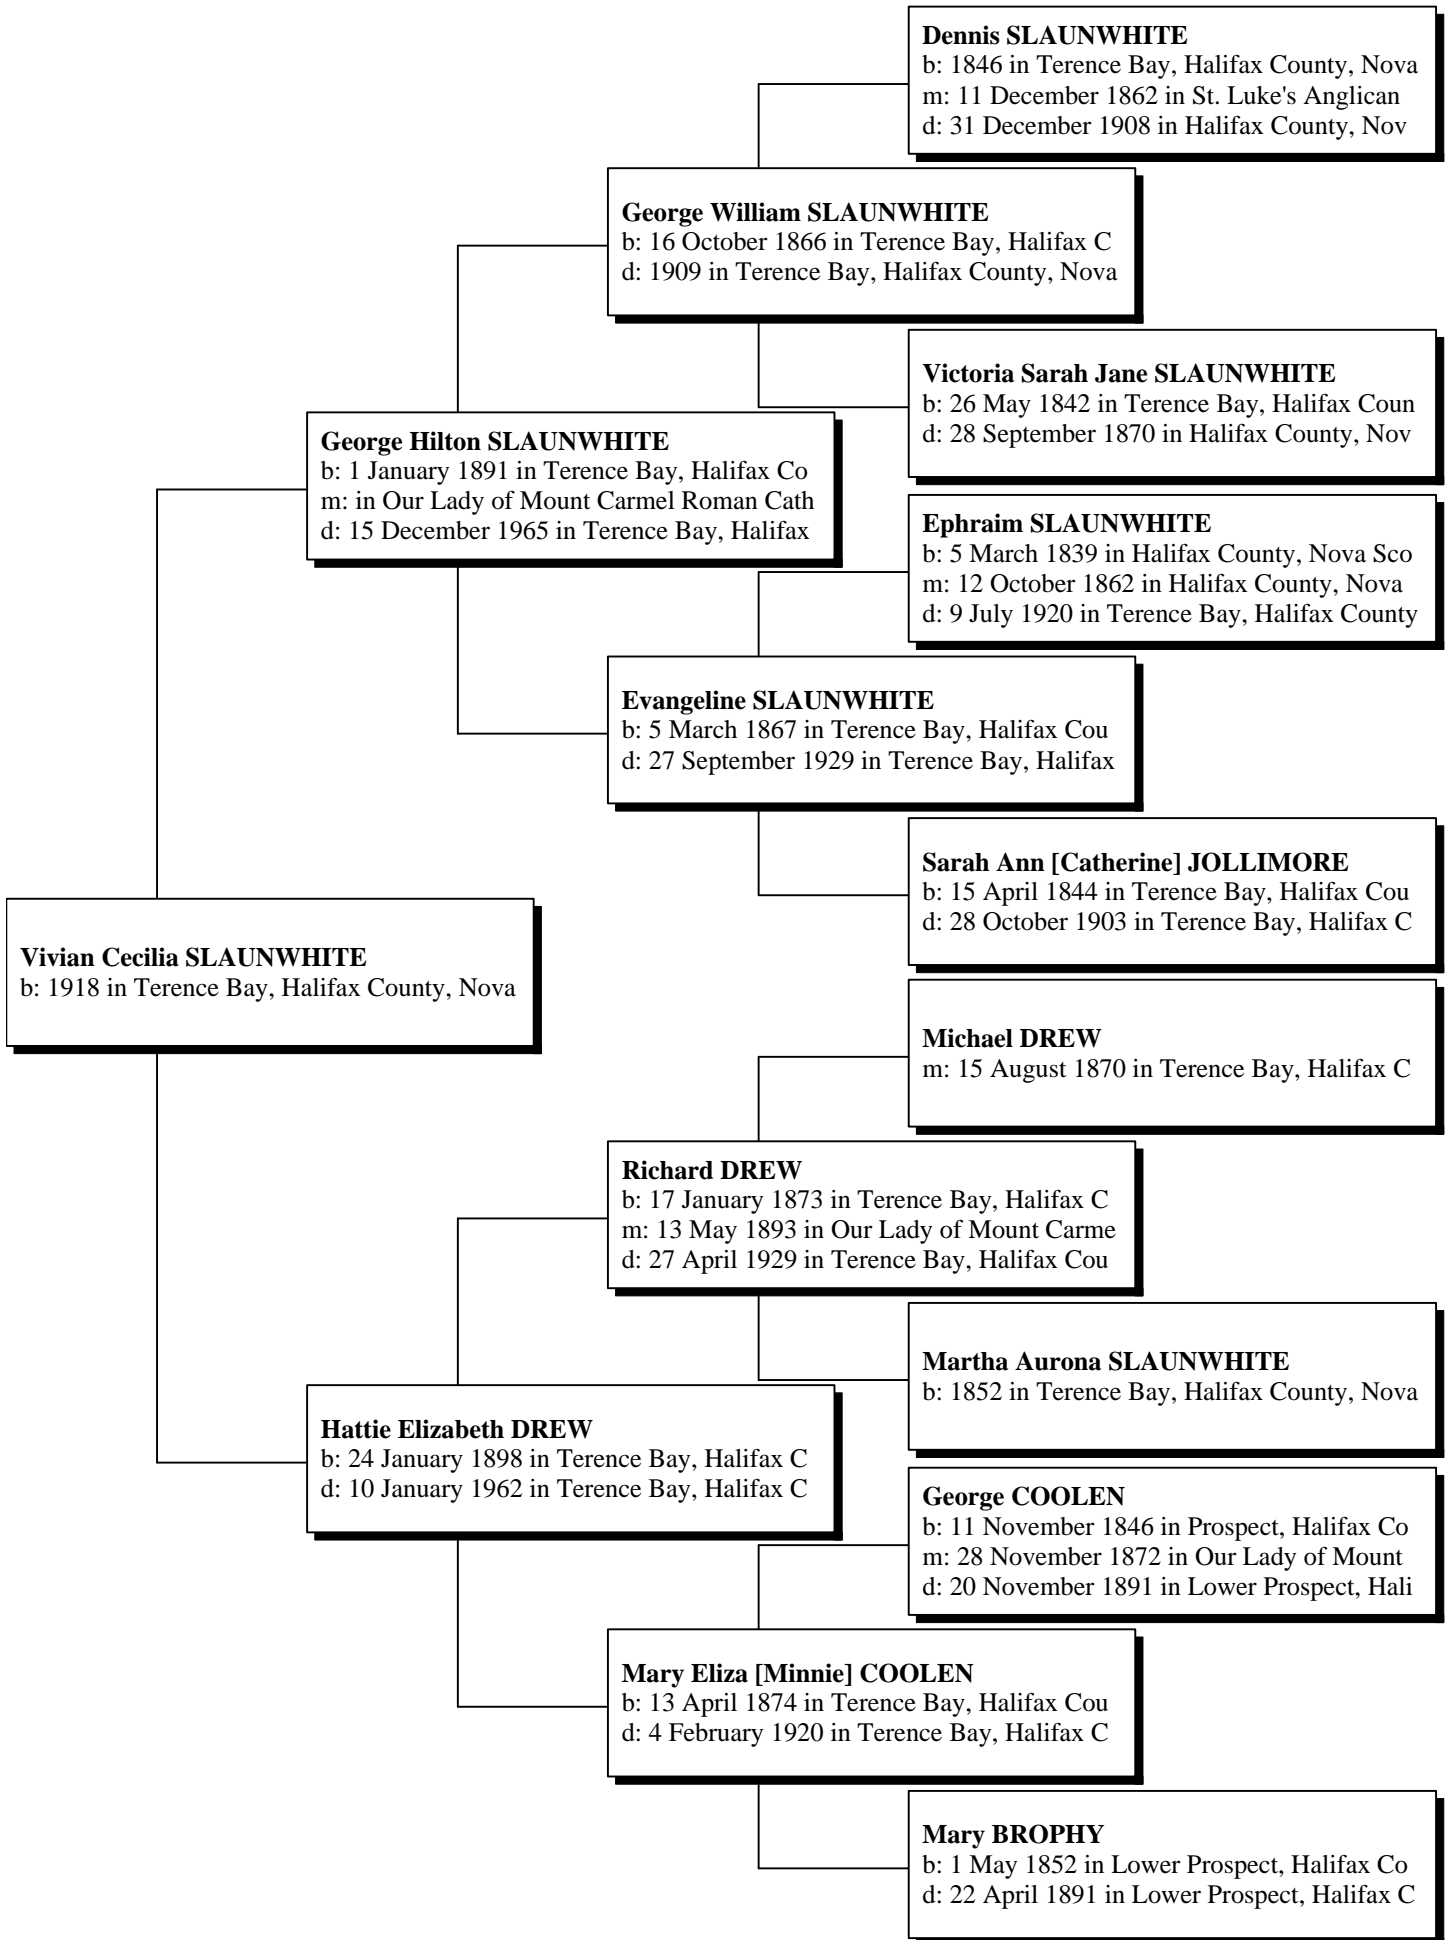 Dennis SLAUNWHITE
b: 1846 in Terence Bay, Halifax County, Nova
m: 11 December 1862 in St. Luke's Anglican
d: 31 December 1908 in Halifax County, Nov
George William SLAUNWHITE
b: 16 October 1866 in Terence Bay, Halifax C
d: 1909 in Terence Bay, Halifax County, Nova
Victoria Sarah Jane SLAUNWHITE
b: 26 May 1842 in Terence Bay, Halifax Coun
d: 28 September 1870 in Halifax County, Nov
George Hilton SLAUNWHITE
b: 1 January 1891 in Terence Bay, Halifax Co
m: in Our Lady of Mount Carmel Roman Cath
d: 15 December 1965 in Terence Bay, Halifax
Ephraim SLAUNWHITE
b: 5 March 1839 in Halifax County, Nova Sco
m: 12 October 1862 in Halifax County, Nova
d: 9 July 1920 in Terence Bay, Halifax County
Evangeline SLAUNWHITE
b: 5 March 1867 in Terence Bay, Halifax Cou
d: 27 September 1929 in Terence Bay, Halifax
Sarah Ann [Catherine] JOLLIMORE
b: 15 April 1844 in Terence Bay, Halifax Cou
d: 28 October 1903 in Terence Bay, Halifax C
Vivian Cecilia SLAUNWHITE
b: 1918 in Terence Bay, Halifax County, Nova
Michael DREW
m: 15 August 1870 in Terence Bay, Halifax C
Richard DREW
b: 17 January 1873 in Terence Bay, Halifax C
m: 13 May 1893 in Our Lady of Mount Carme
d: 27 April 1929 in Terence Bay, Halifax Cou
Martha Aurona SLAUNWHITE
b: 1852 in Terence Bay, Halifax County, Nova
Hattie Elizabeth DREW
b: 24 January 1898 in Terence Bay, Halifax C
d: 10 January 1962 in Terence Bay, Halifax C
George COOLEN
b: 11 November 1846 in Prospect, Halifax Co
m: 28 November 1872 in Our Lady of Mount
d: 20 November 1891 in Lower Prospect, Hali
Mary Eliza [Minnie] COOLEN
b: 13 April 1874 in Terence Bay, Halifax Cou
d: 4 February 1920 in Terence Bay, Halifax C
Mary BROPHY
b: 1 May 1852 in Lower Prospect, Halifax Co
d: 22 April 1891 in Lower Prospect, Halifax C